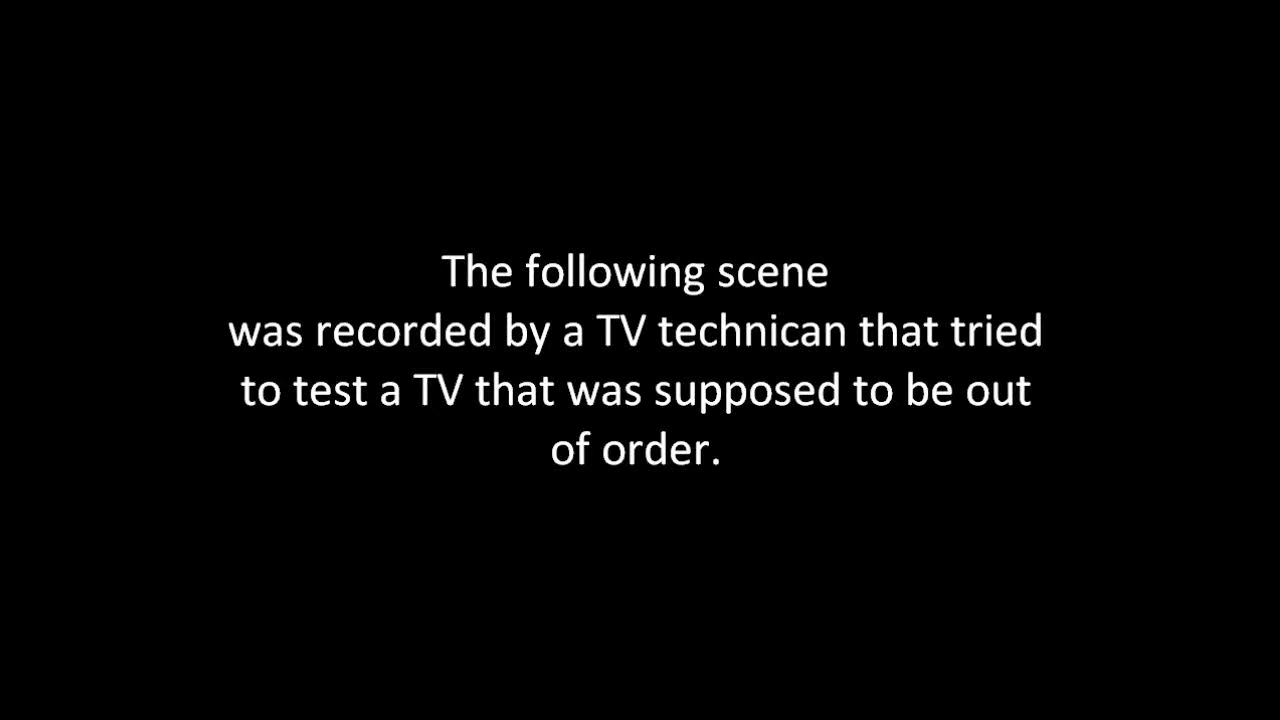 The following scene
was recorded by a TV technican that tried
to test a TV that was supposed to be out
of order.